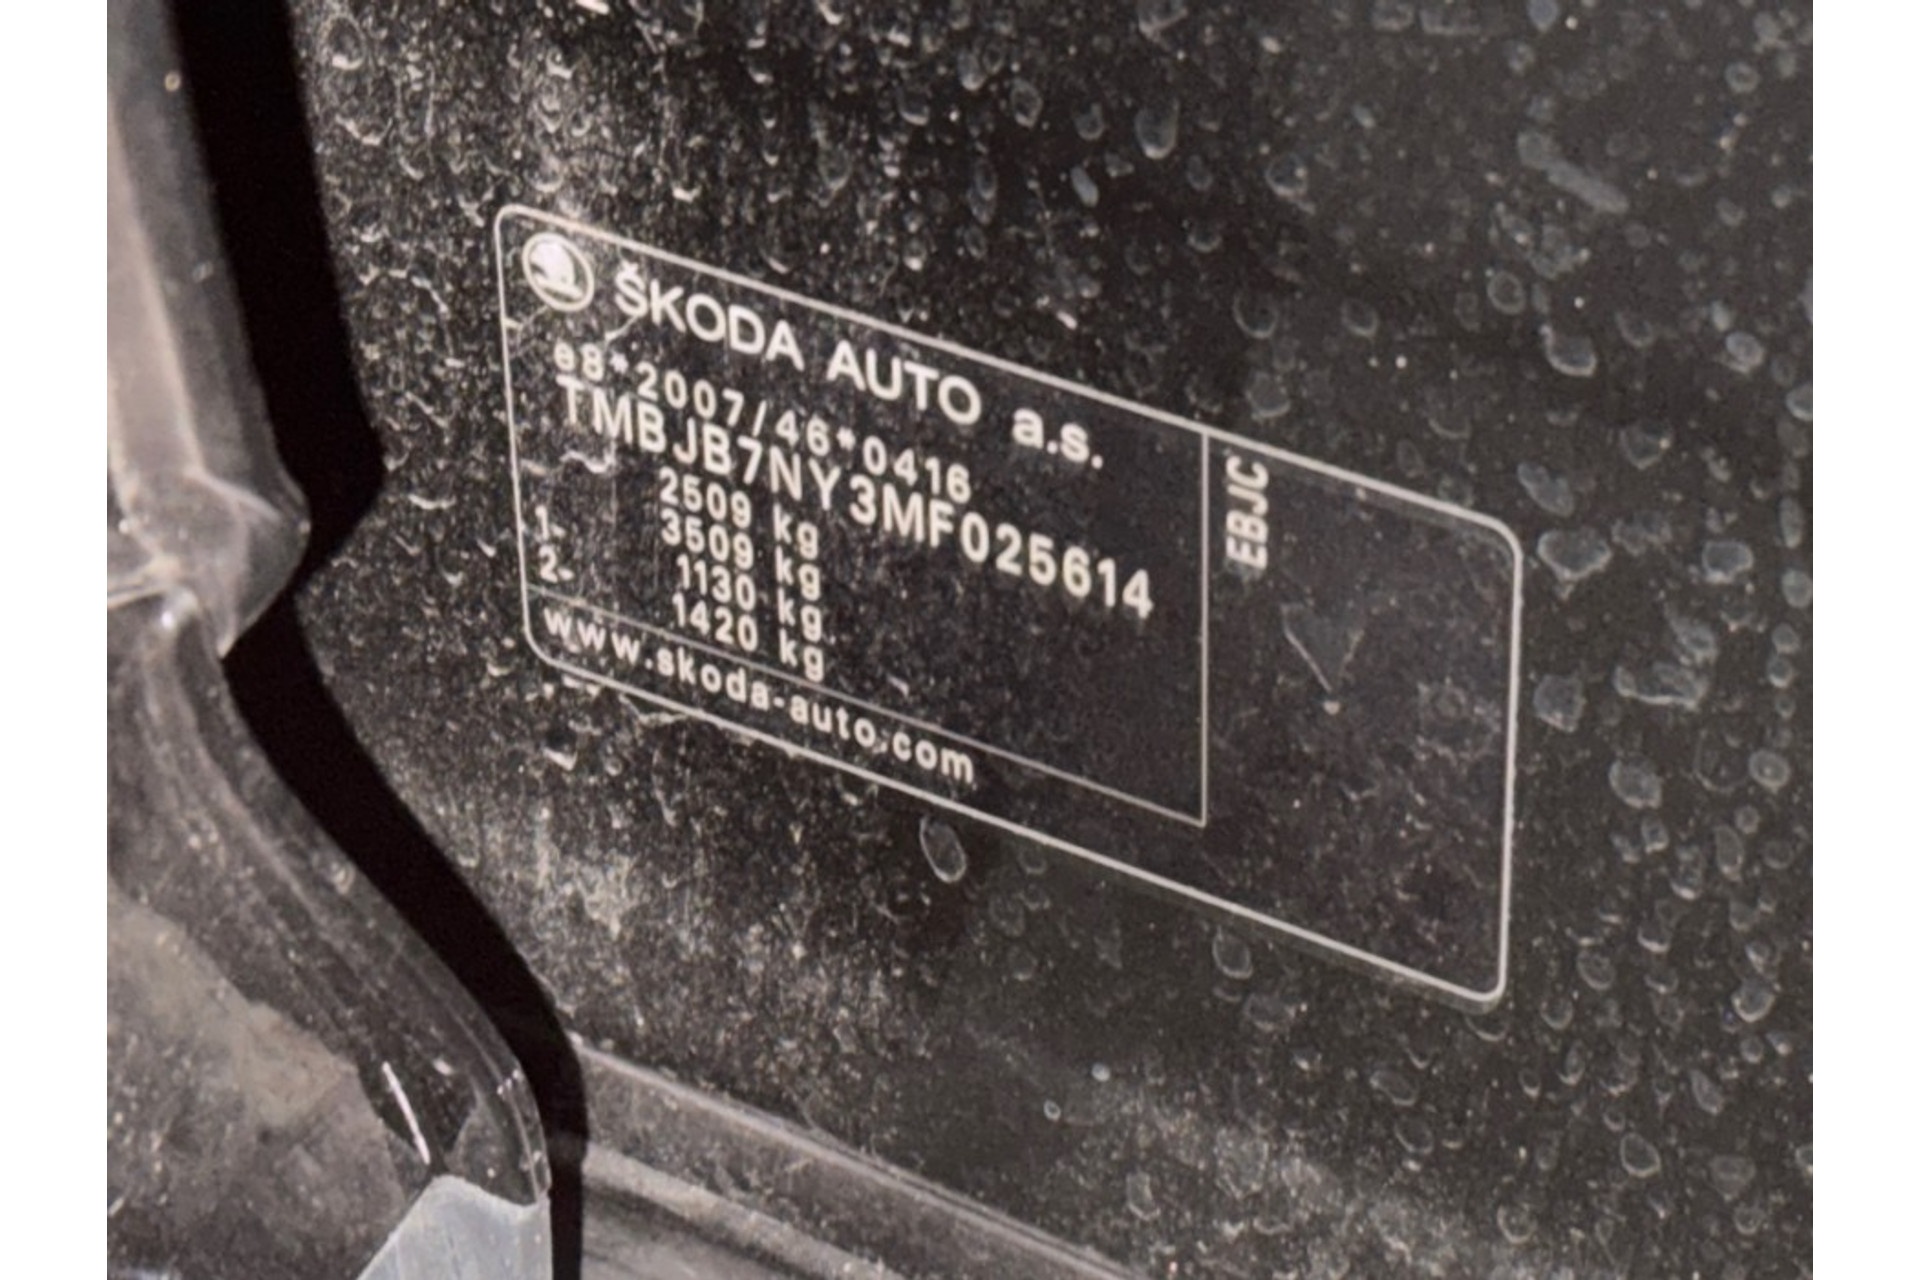 ŠKODA AUTO a.s.
e8*2007/46*0416
TMBJB7NY3MF025614
2509 kg
3509 kg
1- 1130 kg
2- 1420 kg
www.skoda-auto.com
EBJC